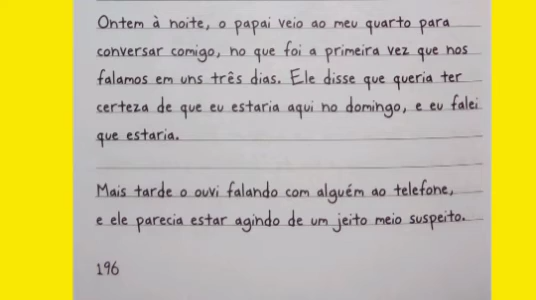 Ontem à noite, o papai veio ao meu quarto para
conversar comigo, no que foi a primeira vez que nos
falamos em uns três dias. Ele disse que queria ter
certeza de que eu estaria aqui no domingo, e eu falei
que estaria.
Mais tarde o ouvi falando com alguém ao telefone,
e ele parecia estar agindo de um jeito meio suspeito.
196